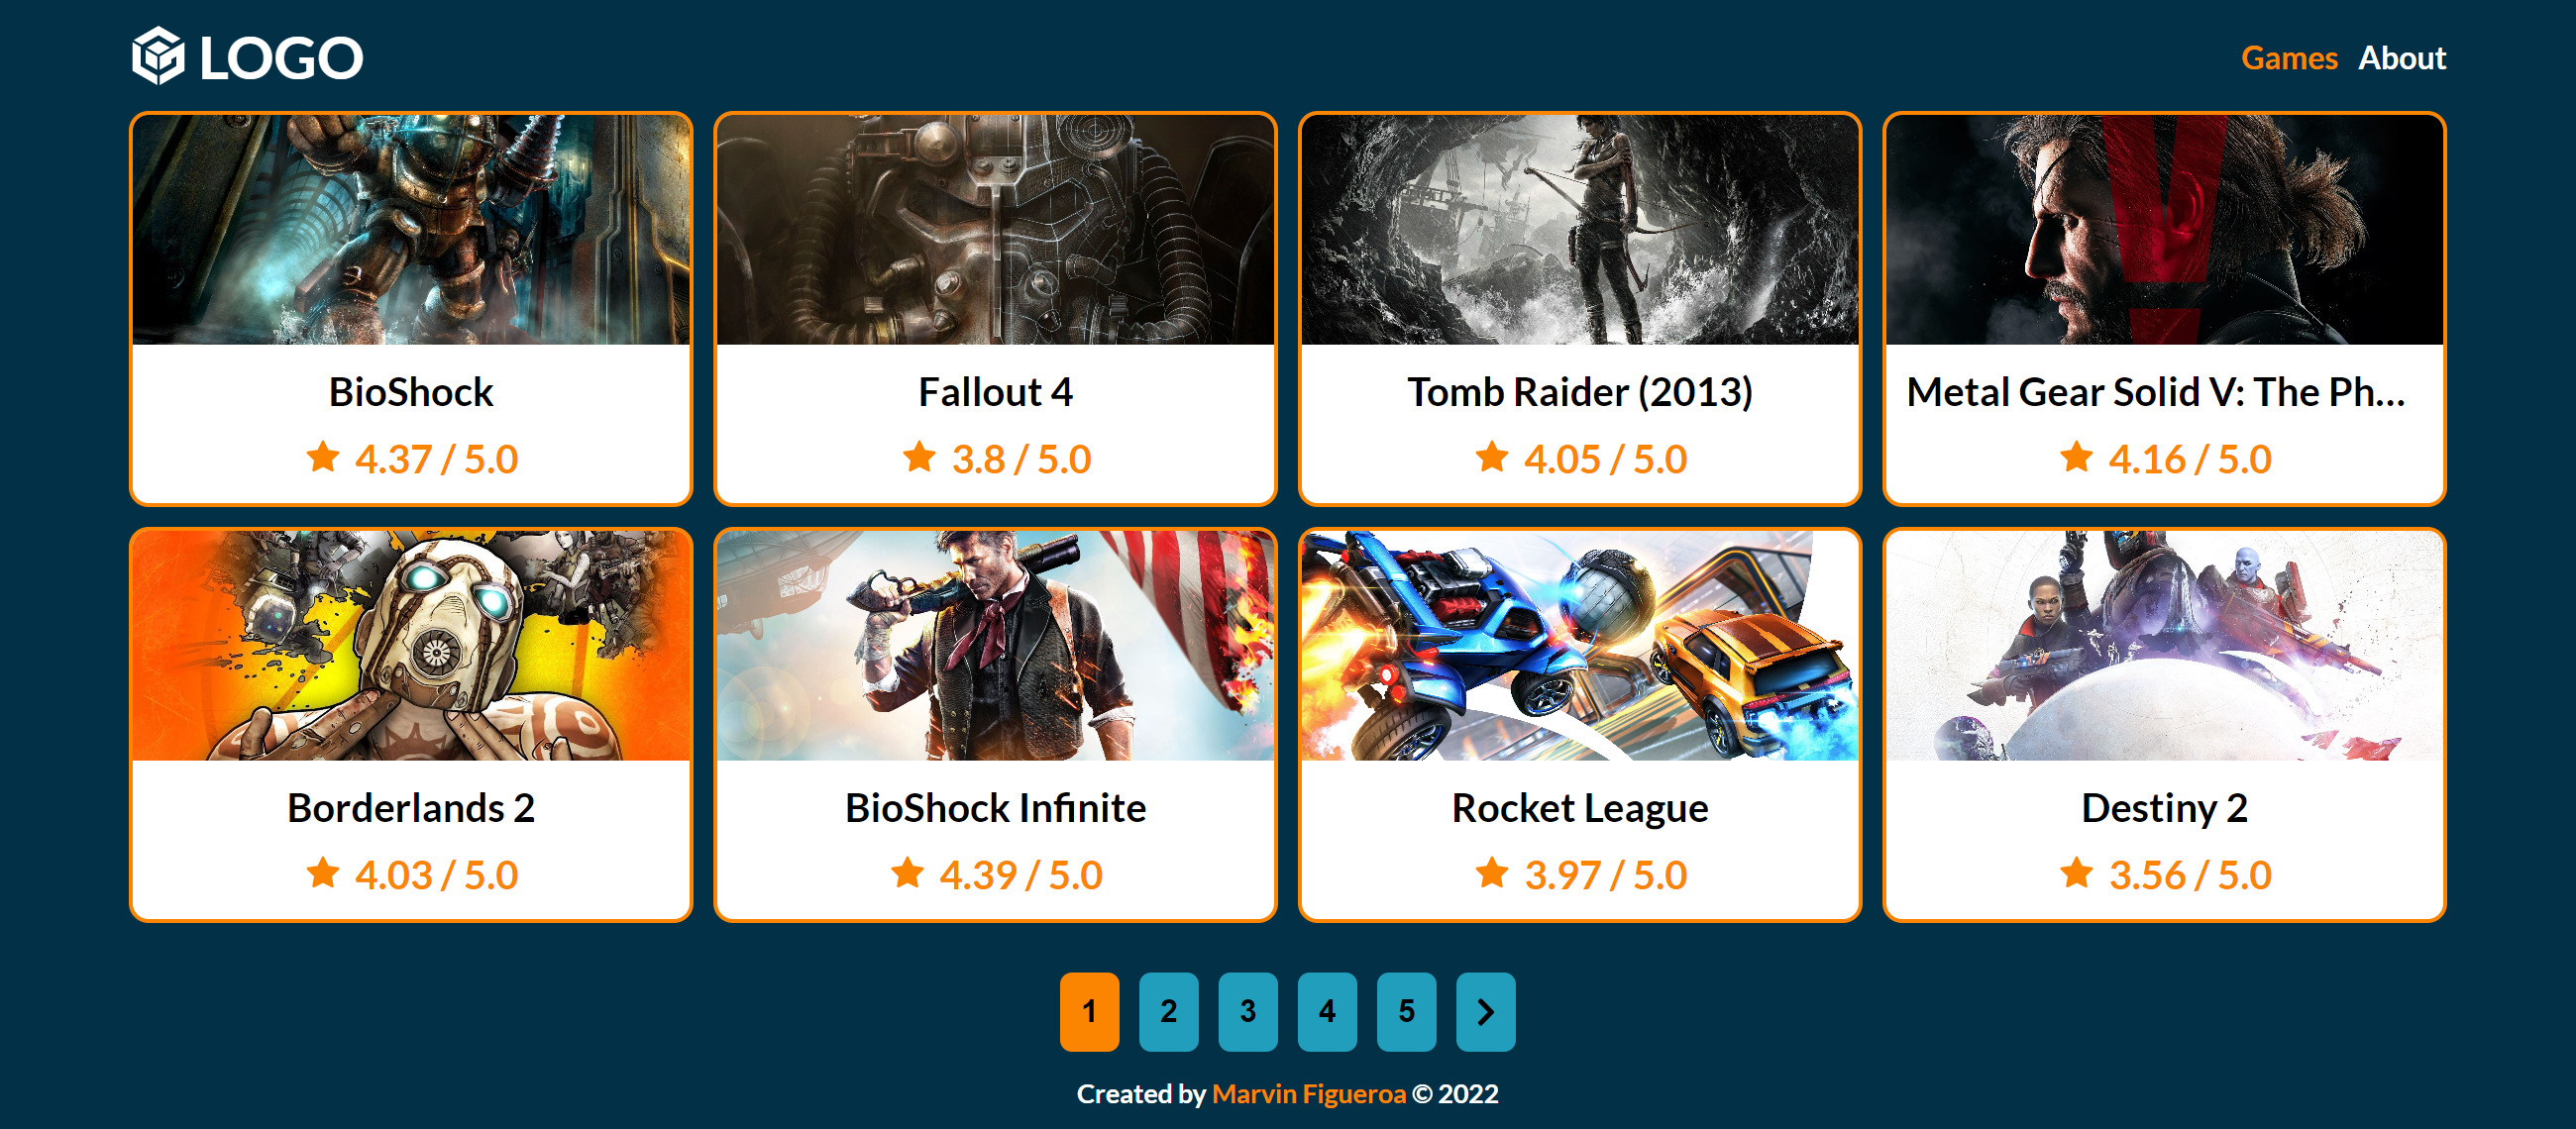 LOGO
Games About
BioShock
4.37 / 5.0
Fallout 4
3.8 / 5.0
Tomb Raider (2013)
4.05 / 5.0
Metal Gear Solid V: The Ph...
4.16 / 5.0
Borderlands 2
4.03 / 5.0
BioShock Infinite
4.39 / 5.0
Rocket League
3.97 / 5.0
Destiny 2
3.56 / 5.0
1 2 3 4 5
Created by Marvin Figueroa © 2022